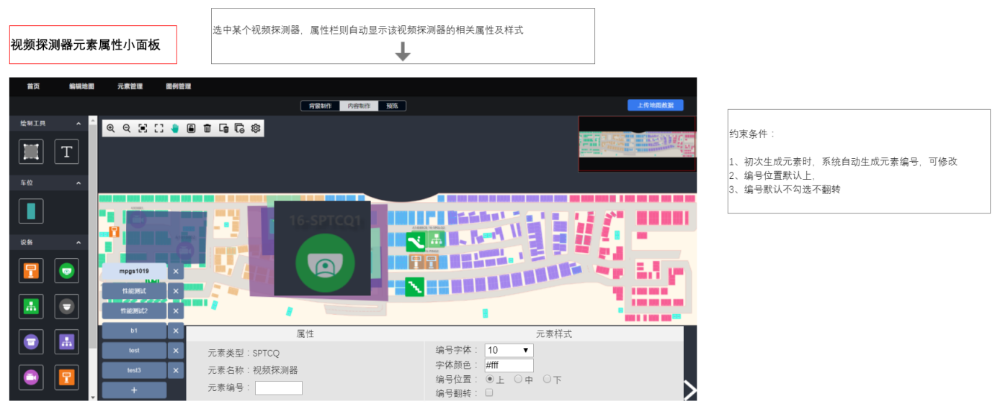 选中某个视频探测器，属性栏则自动显示该视频探测器的相关属性及样式
视频探测器元素属性小面板
首页 编辑地图 元素管理 图例管理
背景制作 内容制作 预览 上传地图数据
绘制工具
T
车位
约束条件：
1、初次生成元素时，系统自动生成元素编号，可修改
2、编号位置默认上，
3、编号默认不勾选不翻转
16-SPTCQ1
设备
mpgs1019 ×
性能测试 ×
性能测试2 ×
b1 ×
test ×
test3 ×
+
属性 元素样式
元素类型：SPTCQ
元素名称：视频探测器
元素编号：
编号字体： 10
字体颜色： #fff
编号位置： 上 中 下
编号翻转：